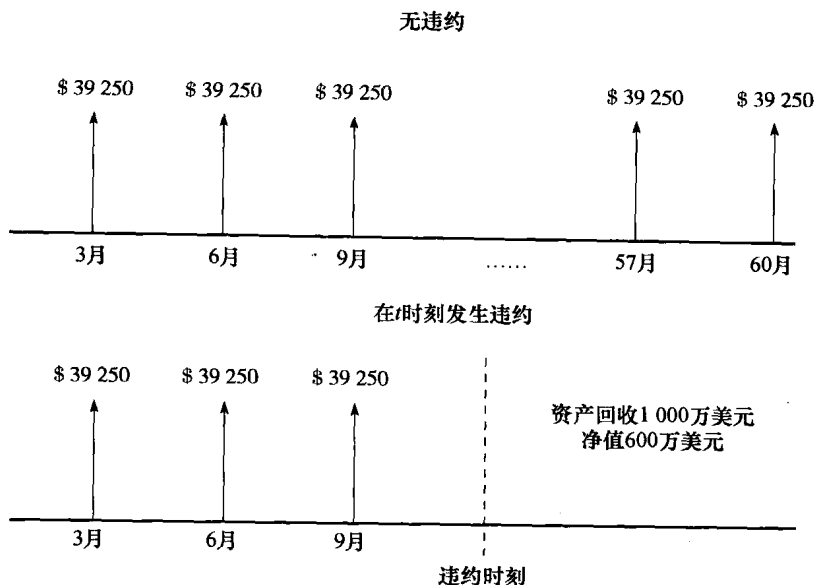 无违约
$ 39 250 $ 39 250 $ 39 250 $ 39 250 $ 39 250
3月 6月 9月 …… 57月 60月
在t时刻发生违约
$ 39 250 $ 39 250 $ 39 250
资产回收1 000万美元
净值600万美元
3月 6月 9月
违约时刻